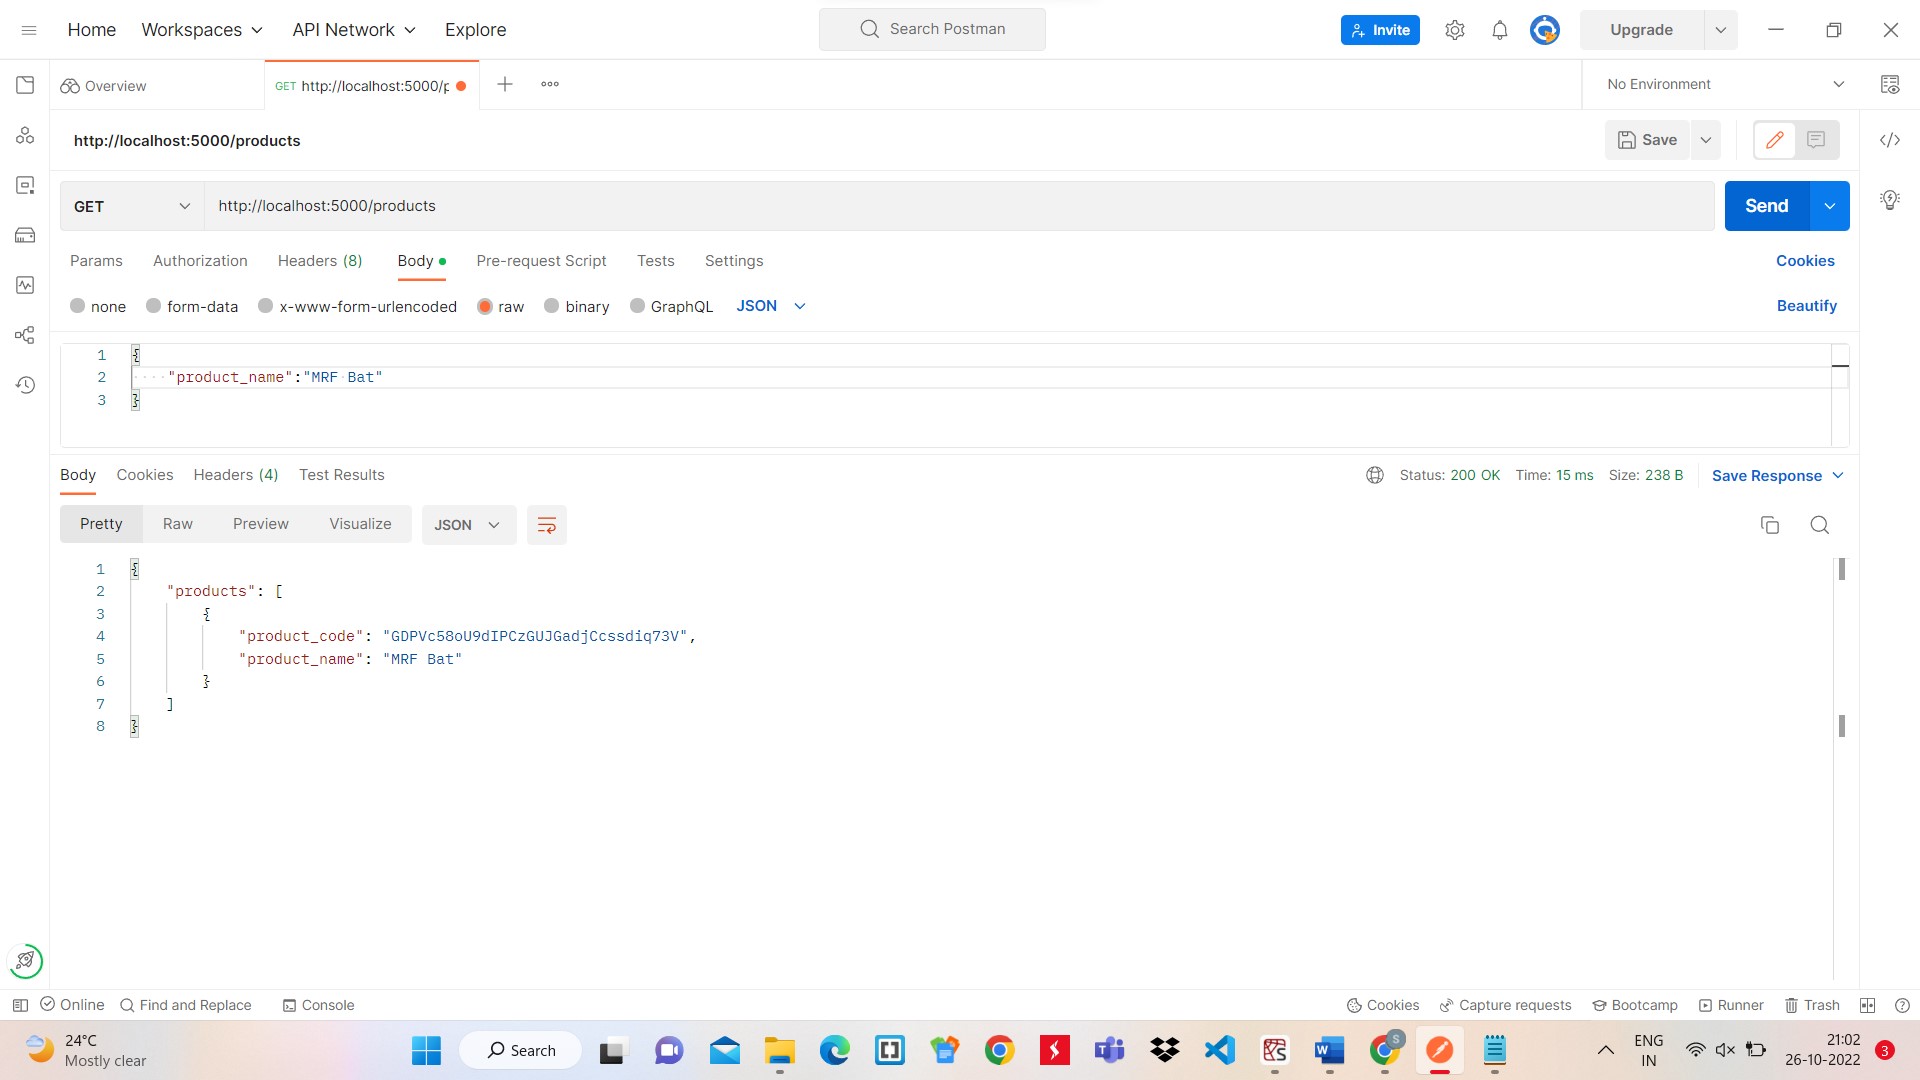 Home Workspaces API Network Explore Search Postman Invite Upgrade
Overview GET http://localhost:5000/p No Environment
http://localhost:5000/products Save
GET http://localhost:5000/products Send
Params Authorization Headers (8) Body Pre-request Script Tests Settings Cookies
none form-data x-www-form-urlencoded raw binary GraphQL JSON Beautify
1 {
2 "product_name":"MRF Bat"
3 }
Body Cookies Headers (4) Test Results Status: 200 OK Time: 15 ms Size: 238 B Save Response
Pretty Raw Preview Visualize JSON
1 {
2 "products": [
3 {
4 "product_code": "GDPVc58oU9dIPCzGUJGadjCcssdiq73V",
5 "product_name": "MRF Bat"
6 }
7 ]
8 }
Online Find and Replace Console Cookies Capture requests Bootcamp Runner Trash
24°C
Mostly clear
Search
S
ENG
IN
21:02
26-10-2022
3